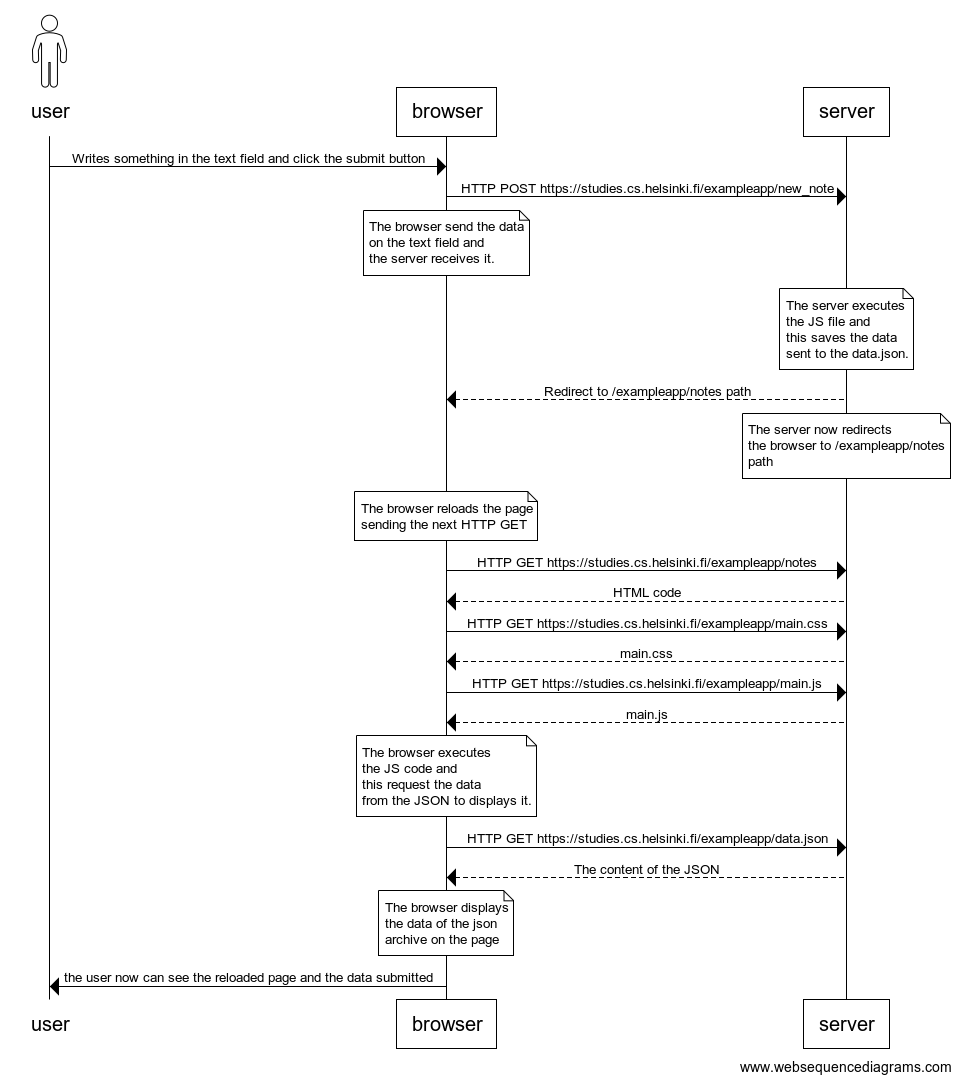 user
browser
server
Writes something in the text field and click the submit button
HTTP POST https://studies.cs.helsinki.fi/exampleapp/new_note
The browser send the data
on the text field and
the server receives it.
The server executes
the JS file and
this saves the data
sent to the data.json.
Redirect to /exampleapp/notes path
The server now redirects
the browser to /exampleapp/notes
path
The browser reloads the page
sending the next HTTP GET
HTTP GET https://studies.cs.helsinki.fi/exampleapp/notes
HTML code
HTTP GET https://studies.cs.helsinki.fi/exampleapp/main.css
main.css
HTTP GET https://studies.cs.helsinki.fi/exampleapp/main.js
main.js
The browser executes
the JS code and
this request the data
from the JSON to displays it.
HTTP GET https://studies.cs.helsinki.fi/exampleapp/data.json
The content of the JSON
The browser displays
the data of the json
archive on the page
the user now can see the reloaded page and the data submitted
user
browser
server
www.websequencediagrams.com